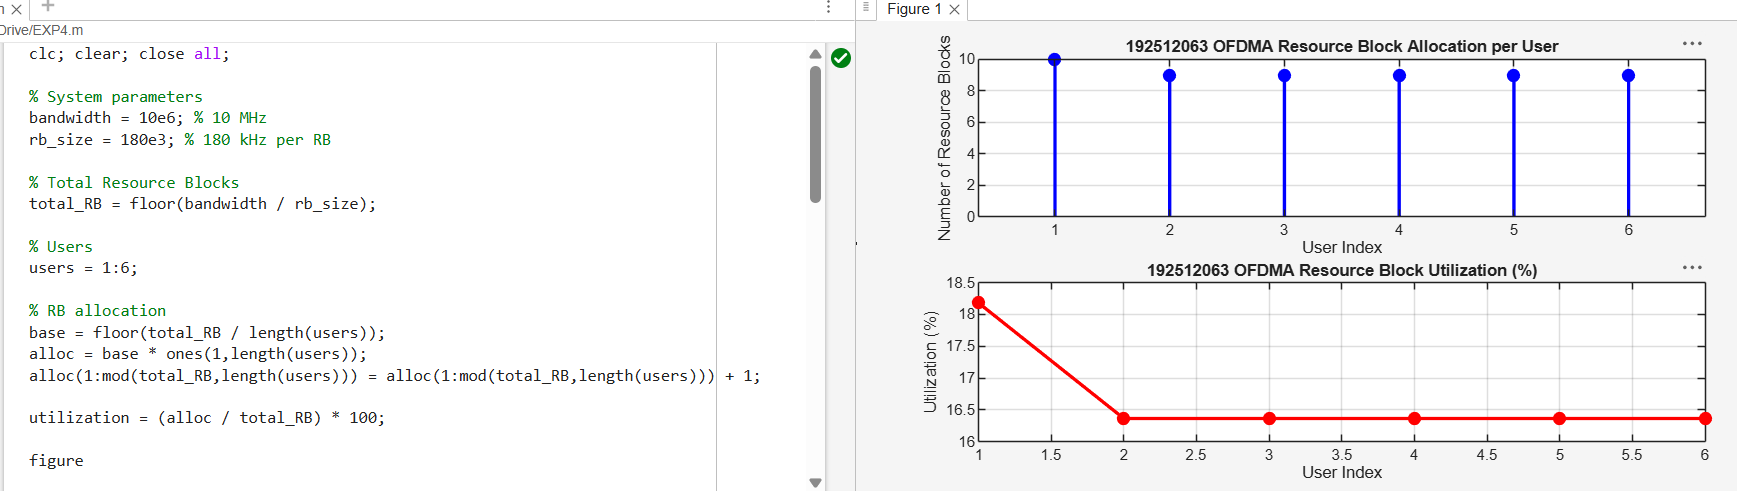 Figure 1
Drive/EXP4.m
clc; clear; close all;
% System parameters
bandwidth = 10e6; % 10 MHz
rb_size = 180e3; % 180 kHz per RB
% Total Resource Blocks
total_RB = floor(bandwidth / rb_size);
% Users
users = 1:6;
% RB allocation
base = floor(total_RB / length(users));
alloc = base * ones(1,length(users));
alloc(1:mod(total_RB,length(users))) = alloc(1:mod(total_RB,length(users))) + 1;
utilization = (alloc / total_RB) * 100;
figure
192512063 OFDMA Resource Block Allocation per User
Number of Resource Blocks
10
8
6
4
2
0
1 2 3 4 5 6
User Index
192512063 OFDMA Resource Block Utilization (%)
Utilization (%)
18.5
18
17.5
17
16.5
16
1 1.5 2 2.5 3 3.5 4 4.5 5 5.5 6
User Index